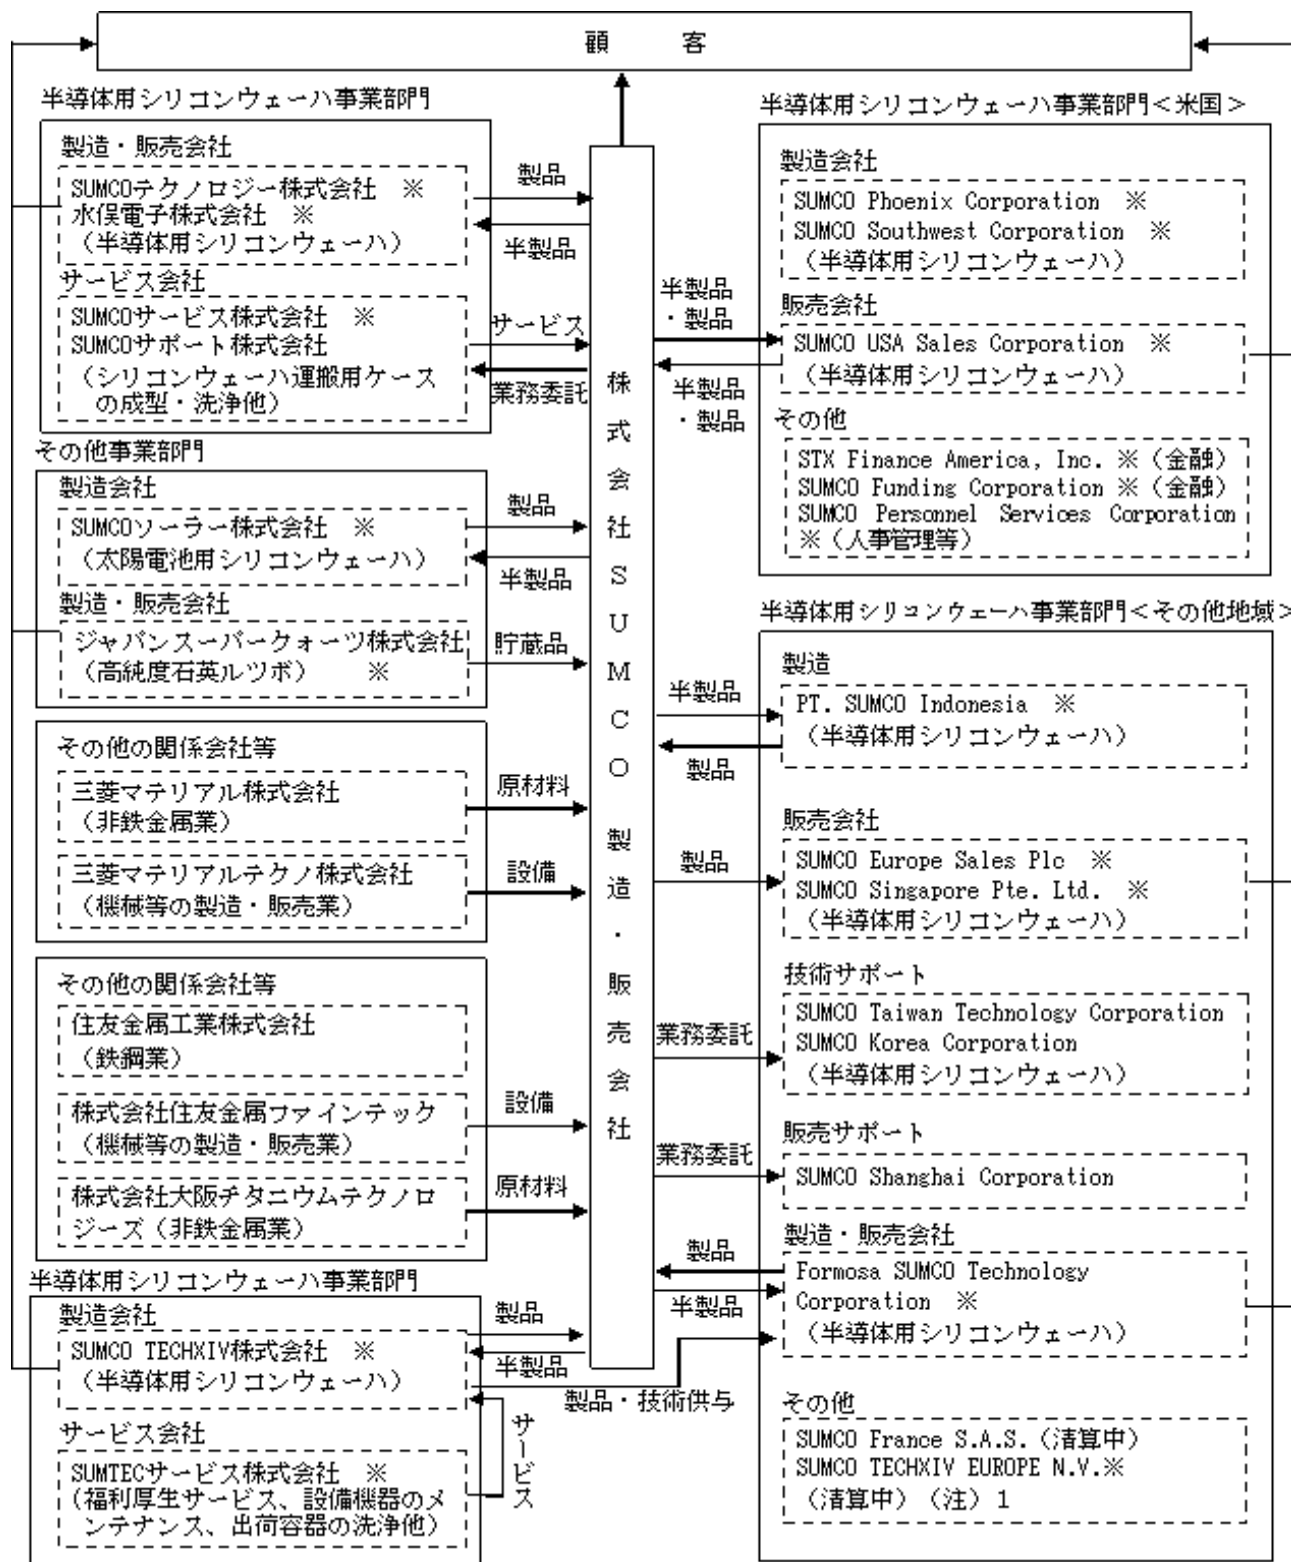 顧　　客
半導体用シリコンウェーハ事業部門
製造・販売会社
SUMCOテクノロジー株式会社　※
水俣電子株式会社　※
（半導体用シリコンウェーハ）
サービス会社
SUMCOサービス株式会社　※
SUMCOサポート株式会社
（シリコンウェーハ運搬用ケース
の成型・洗浄他）
製品
半製品
サービス
業務委託
その他事業部門
製造会社
SUMCOソーラー株式会社　※
（太陽電池用シリコンウェーハ）
製造・販売会社
ジャパンスーパークォーツ株式会社
（高純度石英ルツボ）　　※
製品
半製品
貯蔵品
その他の関係会社等
三菱マテリアル株式会社
（非鉄金属業）
三菱マテリアルテクノ株式会社
（機械等の製造・販売業）
原材料
設備
その他の関係会社等
住友金属工業株式会社
（鉄鋼業）
株式会社住友金属ファインテック
（機械等の製造・販売業）
株式会社大阪チタニウムテクノロ
ジーズ（非鉄金属業）
設備
原材料
半導体用シリコンウェーハ事業部門
製造会社
SUMCO TECHXIV株式会社　※
（半導体用シリコンウェーハ）
サービス会社
SUMTECサービス株式会社　※
（福利厚生サービス、設備機器のメ
ンテナンス、出荷容器の洗浄他）
製品
半製品
サービス
製品・技術供与
株式会社SUMCO 製造・販売会社
半導体用シリコンウェーハ事業部門＜米国＞
製造会社
SUMCO Phoenix Corporation　※
SUMCO Southwest Corporation　※
（半導体用シリコンウェーハ）
販売会社
SUMCO USA Sales Corporation　※
（半導体用シリコンウェーハ）
その他
STX Finance America, Inc. ※（金融）
SUMCO Funding Corporation ※（金融）
SUMCO Personnel Services Corporation
※（人事管理等）
半製品
・製品
半製品
・製品
半導体用シリコンウェーハ事業部門＜その他地域＞
製造
PT. SUMCO Indonesia　※
（半導体用シリコンウェーハ）
販売会社
SUMCO Europe Sales Plc　※
SUMCO Singapore Pte. Ltd.　※
（半導体用シリコンウェーハ）
技術サポート
SUMCO Taiwan Technology Corporation
SUMCO Korea Corporation
（半導体用シリコンウェーハ）
販売サポート
SUMCO Shanghai Corporation
製造・販売会社
Formosa SUMCO Technology
Corporation　※
（半導体用シリコンウェーハ）
その他
SUMCO France S.A.S.（清算中）
SUMCO TECHXIV EUROPE N.V.※
（清算中）（注）1
半製品
製品
製品
業務委託
業務委託
製品
半製品